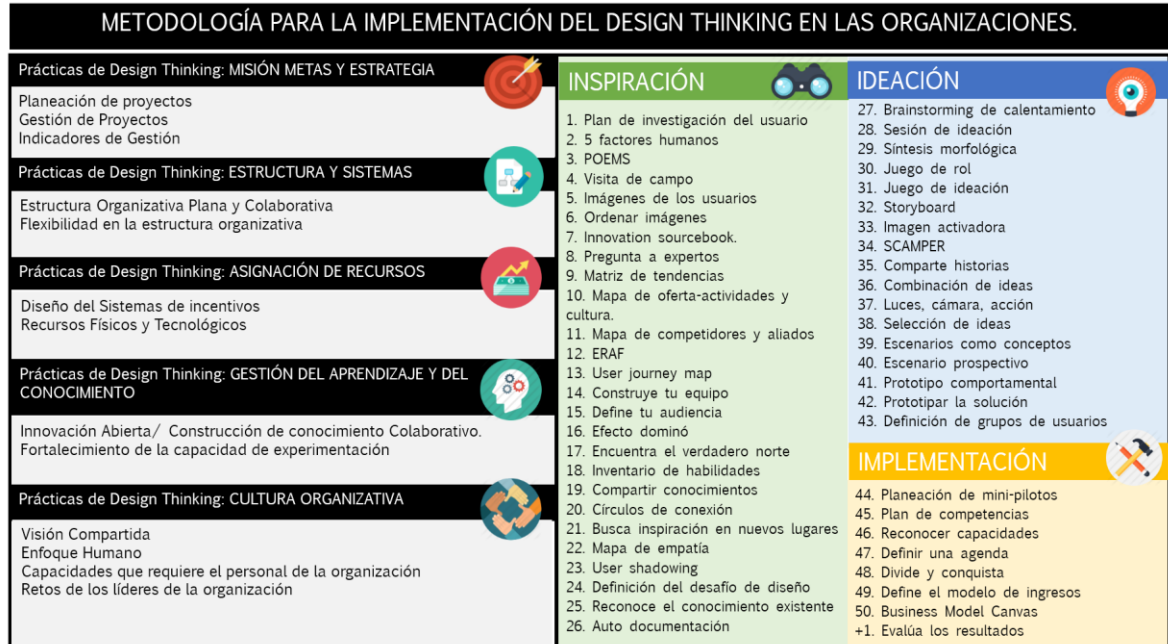 METODOLOGÍA PARA LA IMPLEMENTACIÓN DEL DESIGN THINKING EN LAS ORGANIZACIONES.
Prácticas de Design Thinking: MISIÓN METAS Y ESTRATEGIA
Planeación de proyectos
Gestión de Proyectos
Indicadores de Gestión
Prácticas de Design Thinking: ESTRUCTURA Y SISTEMAS
Estructura Organizativa Plana y Colaborativa
Flexibilidad en la estructura organizativa
Prácticas de Design Thinking: ASIGNACIÓN DE RECURSOS
Diseño del Sistemas de incentivos
Recursos Físicos y Tecnológicos
Prácticas de Design Thinking: GESTIÓN DEL APRENDIZAJE Y DEL
CONOCIMIENTO
Innovación Abierta/ Construcción de conocimiento Colaborativo.
Fortalecimiento de la capacidad de experimentación
Prácticas de Design Thinking: CULTURA ORGANIZATIVA
Visión Compartida
Enfoque Humano
Capacidades que requiere el personal de la organización
Retos de los líderes de la organización
INSPIRACIÓN
1. Plan de investigación del usuario
2. 5 factores humanos
3. POEMS
4. Visita de campo
5. Imágenes de los usuarios
6. Ordenar imágenes
7. Innovation sourcebook.
8. Pregunta a expertos
9. Matriz de tendencias
10. Mapa de oferta-actividades y
cultura.
11. Mapa de competidores y aliados
12. ERAF
13. User journey map
14. Construye tu equipo
15. Define tu audiencia
16. Efecto dominó
17. Encuentra el verdadero norte
18. Inventario de habilidades
19. Compartir conocimientos
20. Círculos de conexión
21. Busca inspiración en nuevos lugares
22. Mapa de empatía
23. User shadowing
24. Definición del desafío de diseño
25. Reconoce el conocimiento existente
26. Auto documentación
IDEACIÓN
27. Brainstorming de calentamiento
28. Sesión de ideación
29. Síntesis morfológica
30. Juego de rol
31. Juego de ideación
32. Storyboard
33. Imagen activadora
34. SCAMPER
35. Comparte historias
36. Combinación de ideas
37. Luces, cámara, acción
38. Selección de ideas
39. Escenarios como conceptos
40. Escenario prospectivo
41. Prototipo comportamental
42. Prototipar la solución
43. Definición de grupos de usuarios
IMPLEMENTACIÓN
44. Planeación de mini-pilotos
45. Plan de competencias
46. Reconocer capacidades
47. Definir una agenda
48. Divide y conquista
49. Define el modelo de ingresos
50. Business Model Canvas
+1. Evalúa los resultados